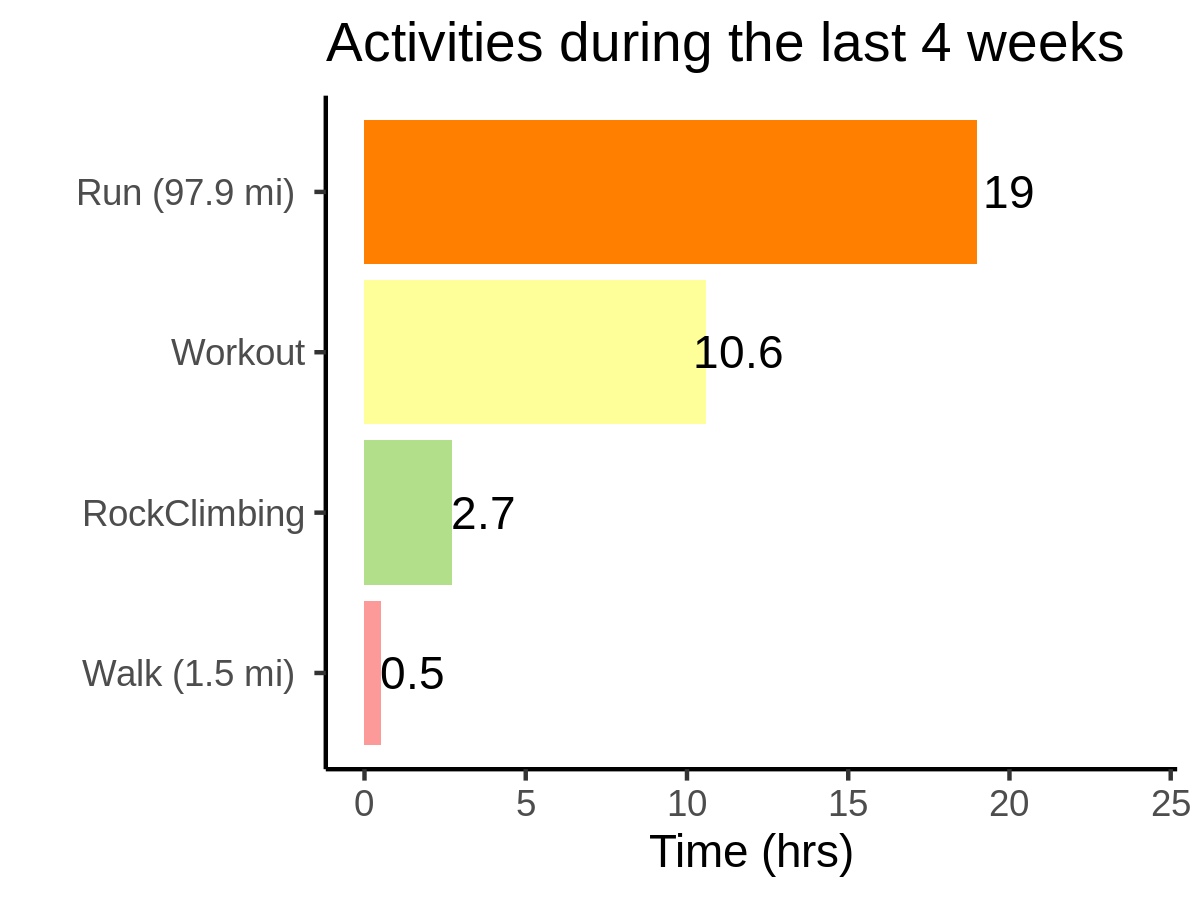 Activities during the last 4 weeks
Run (97.9 mi)
19
Workout
10.6
RockClimbing
2.7
Walk (1.5 mi)
0.5
0 5 10 15 20 25
Time (hrs)